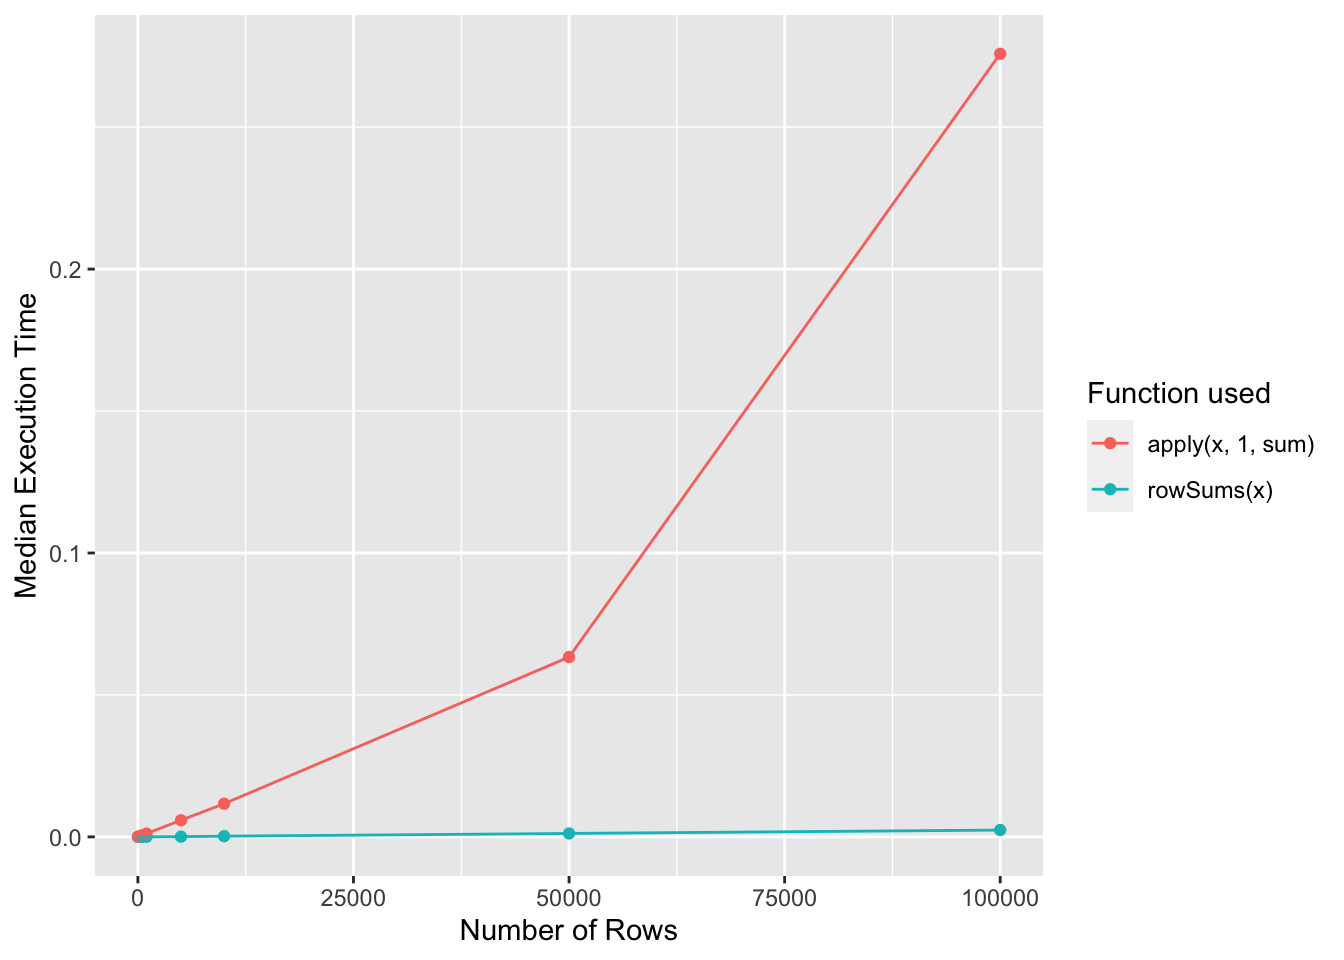 0.2
0.1
0.0
Median Execution Time
0 25000 50000 75000 100000
Number of Rows
Function used
apply(x, 1, sum)
rowSums(x)